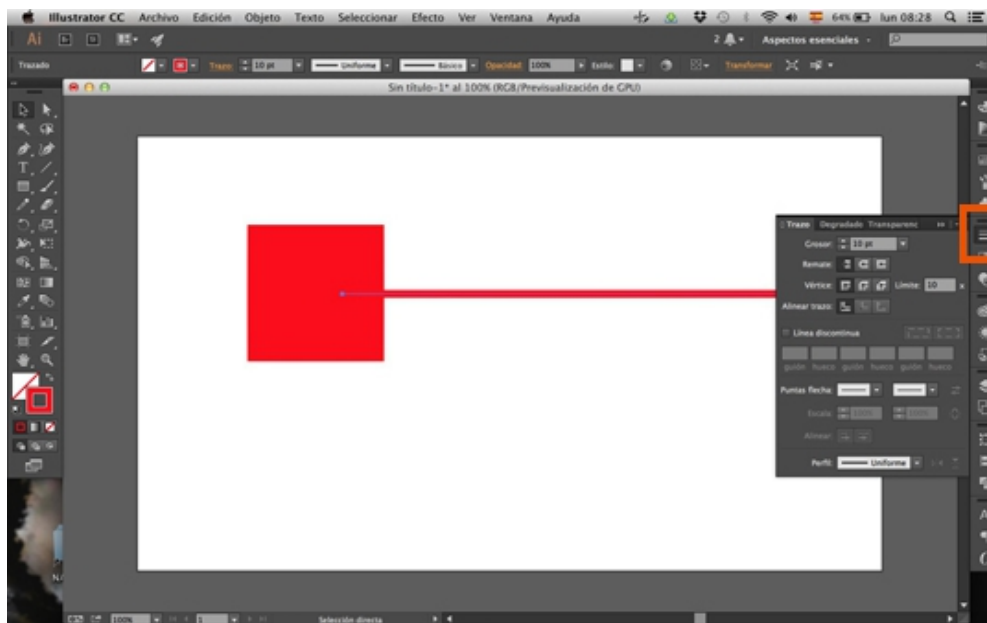 Illustrator CC Archivo Edición Objeto Texto Seleccionar Efecto Ver Ventana Ayuda 64% lun 08:28
Ai 2 Aspectos esenciales
Trazado Trazo: 10 pt Uniforme Básico Opacidad: 100% Estilo: Transformar
Sin título-1* al 100% (RGB/Previsualización de GPU)
Trazo Degradado Transparenc
Grosor: 10 pt
Remate:
Vértice: Límite: 10 x
Alinear trazo:
Línea discontinua
guión hueco guión hueco guión hueco
Puntas flecha:
Escala: 100% 100%
Alinear:
Perfil: Uniforme
100% 1 Selección directa